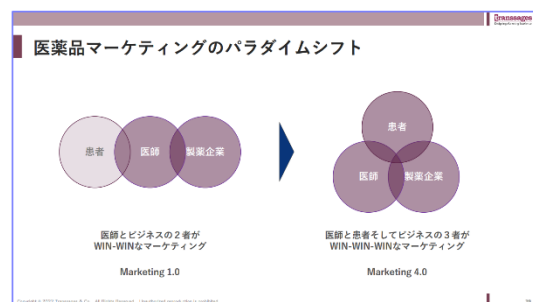 Transsages
医薬品マーケティングのパラダイムシフト
患者
医師
製薬企業
患者
医師
製薬企業
医師とビジネスの２者が
WIN-WINなマーケティング
Marketing 1.0
医師と患者そしてビジネスの３者が
WIN-WIN-WINなマーケティング
Marketing 4.0